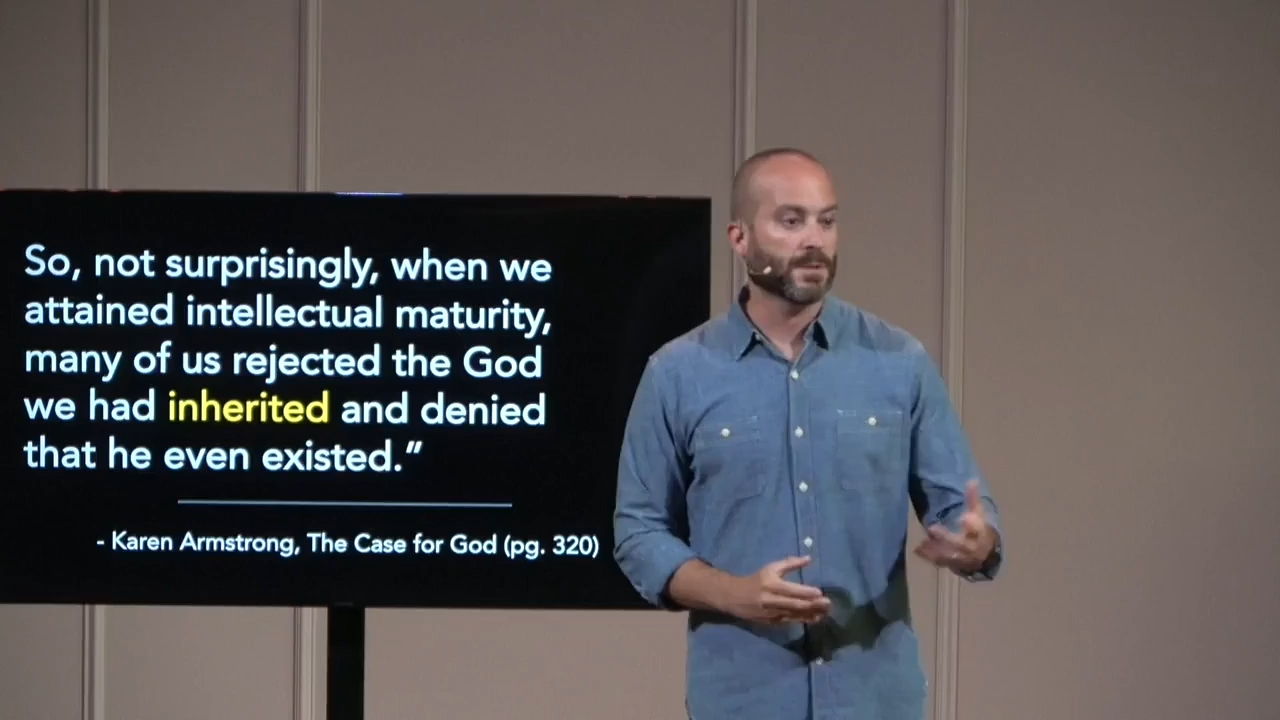 So, not surprisingly, when we
attained intellectual maturity,
many of us rejected the God
we had inherited and denied
that he even existed.”
- Karen Armstrong, The Case for God (pg. 320)